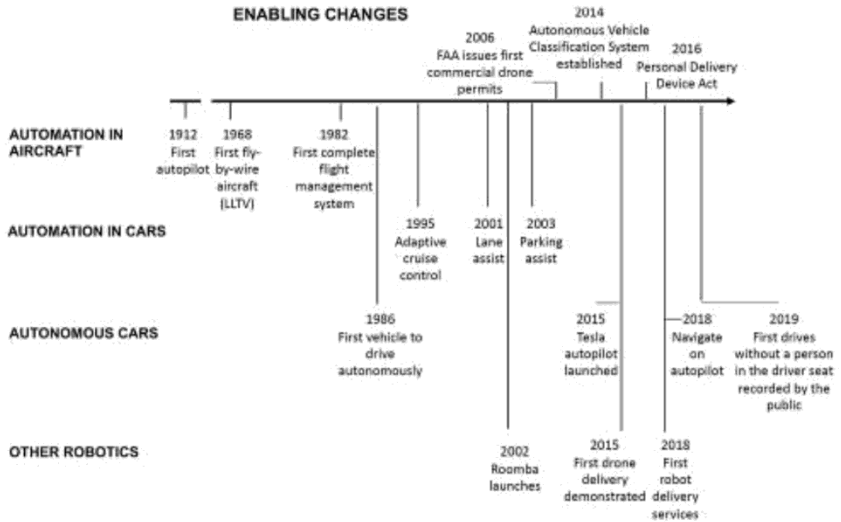 ENABLING CHANGES
2006
FAA issues first
commercial drone
permits
2014
Autonomous Vehicle
Classification System
established
2016
Personal Delivery
Device Act
AUTOMATION IN
AIRCRAFT
1912
First
autopilot
1968
First fly-
by-wire
aircraft
(LLTV)
1982
First complete
flight
management
system
AUTOMATION IN CARS
1995
Adaptive
cruise
control
2001
Lane
assist
2003
Parking
assist
AUTONOMOUS CARS
1986
First vehicle to
drive
autonomously
2015
Tesla
autopilot
launched
2018
Navigate
on
autopilot
2019
First drives
without a person
in the driver seat
recorded by the
public
OTHER ROBOTICS
2002
Roomba
launches
2015
First drone
delivery
demonstrated
2018
First
robot
delivery
services